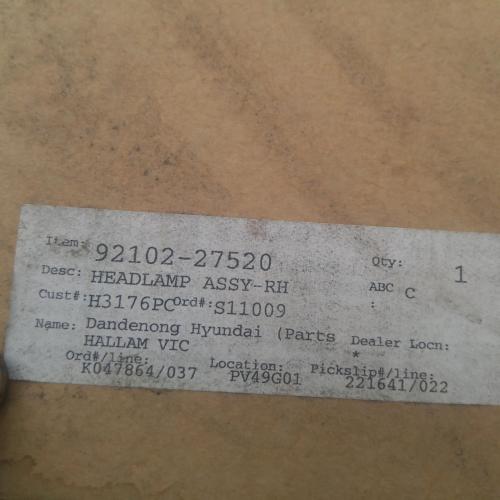 Item: 92102-27520 Qty: 1
Desc: HEADLAMP ASSY-RH ABC C
:
Cust#: H3176PC Ord#: S11009
Name: Dandenong Hyundai (Parts Dealer Locn:
HALLAM VIC *
Ord#/line: Location: Pickslip#/line:
K047864/037 PV49G01 221641/022